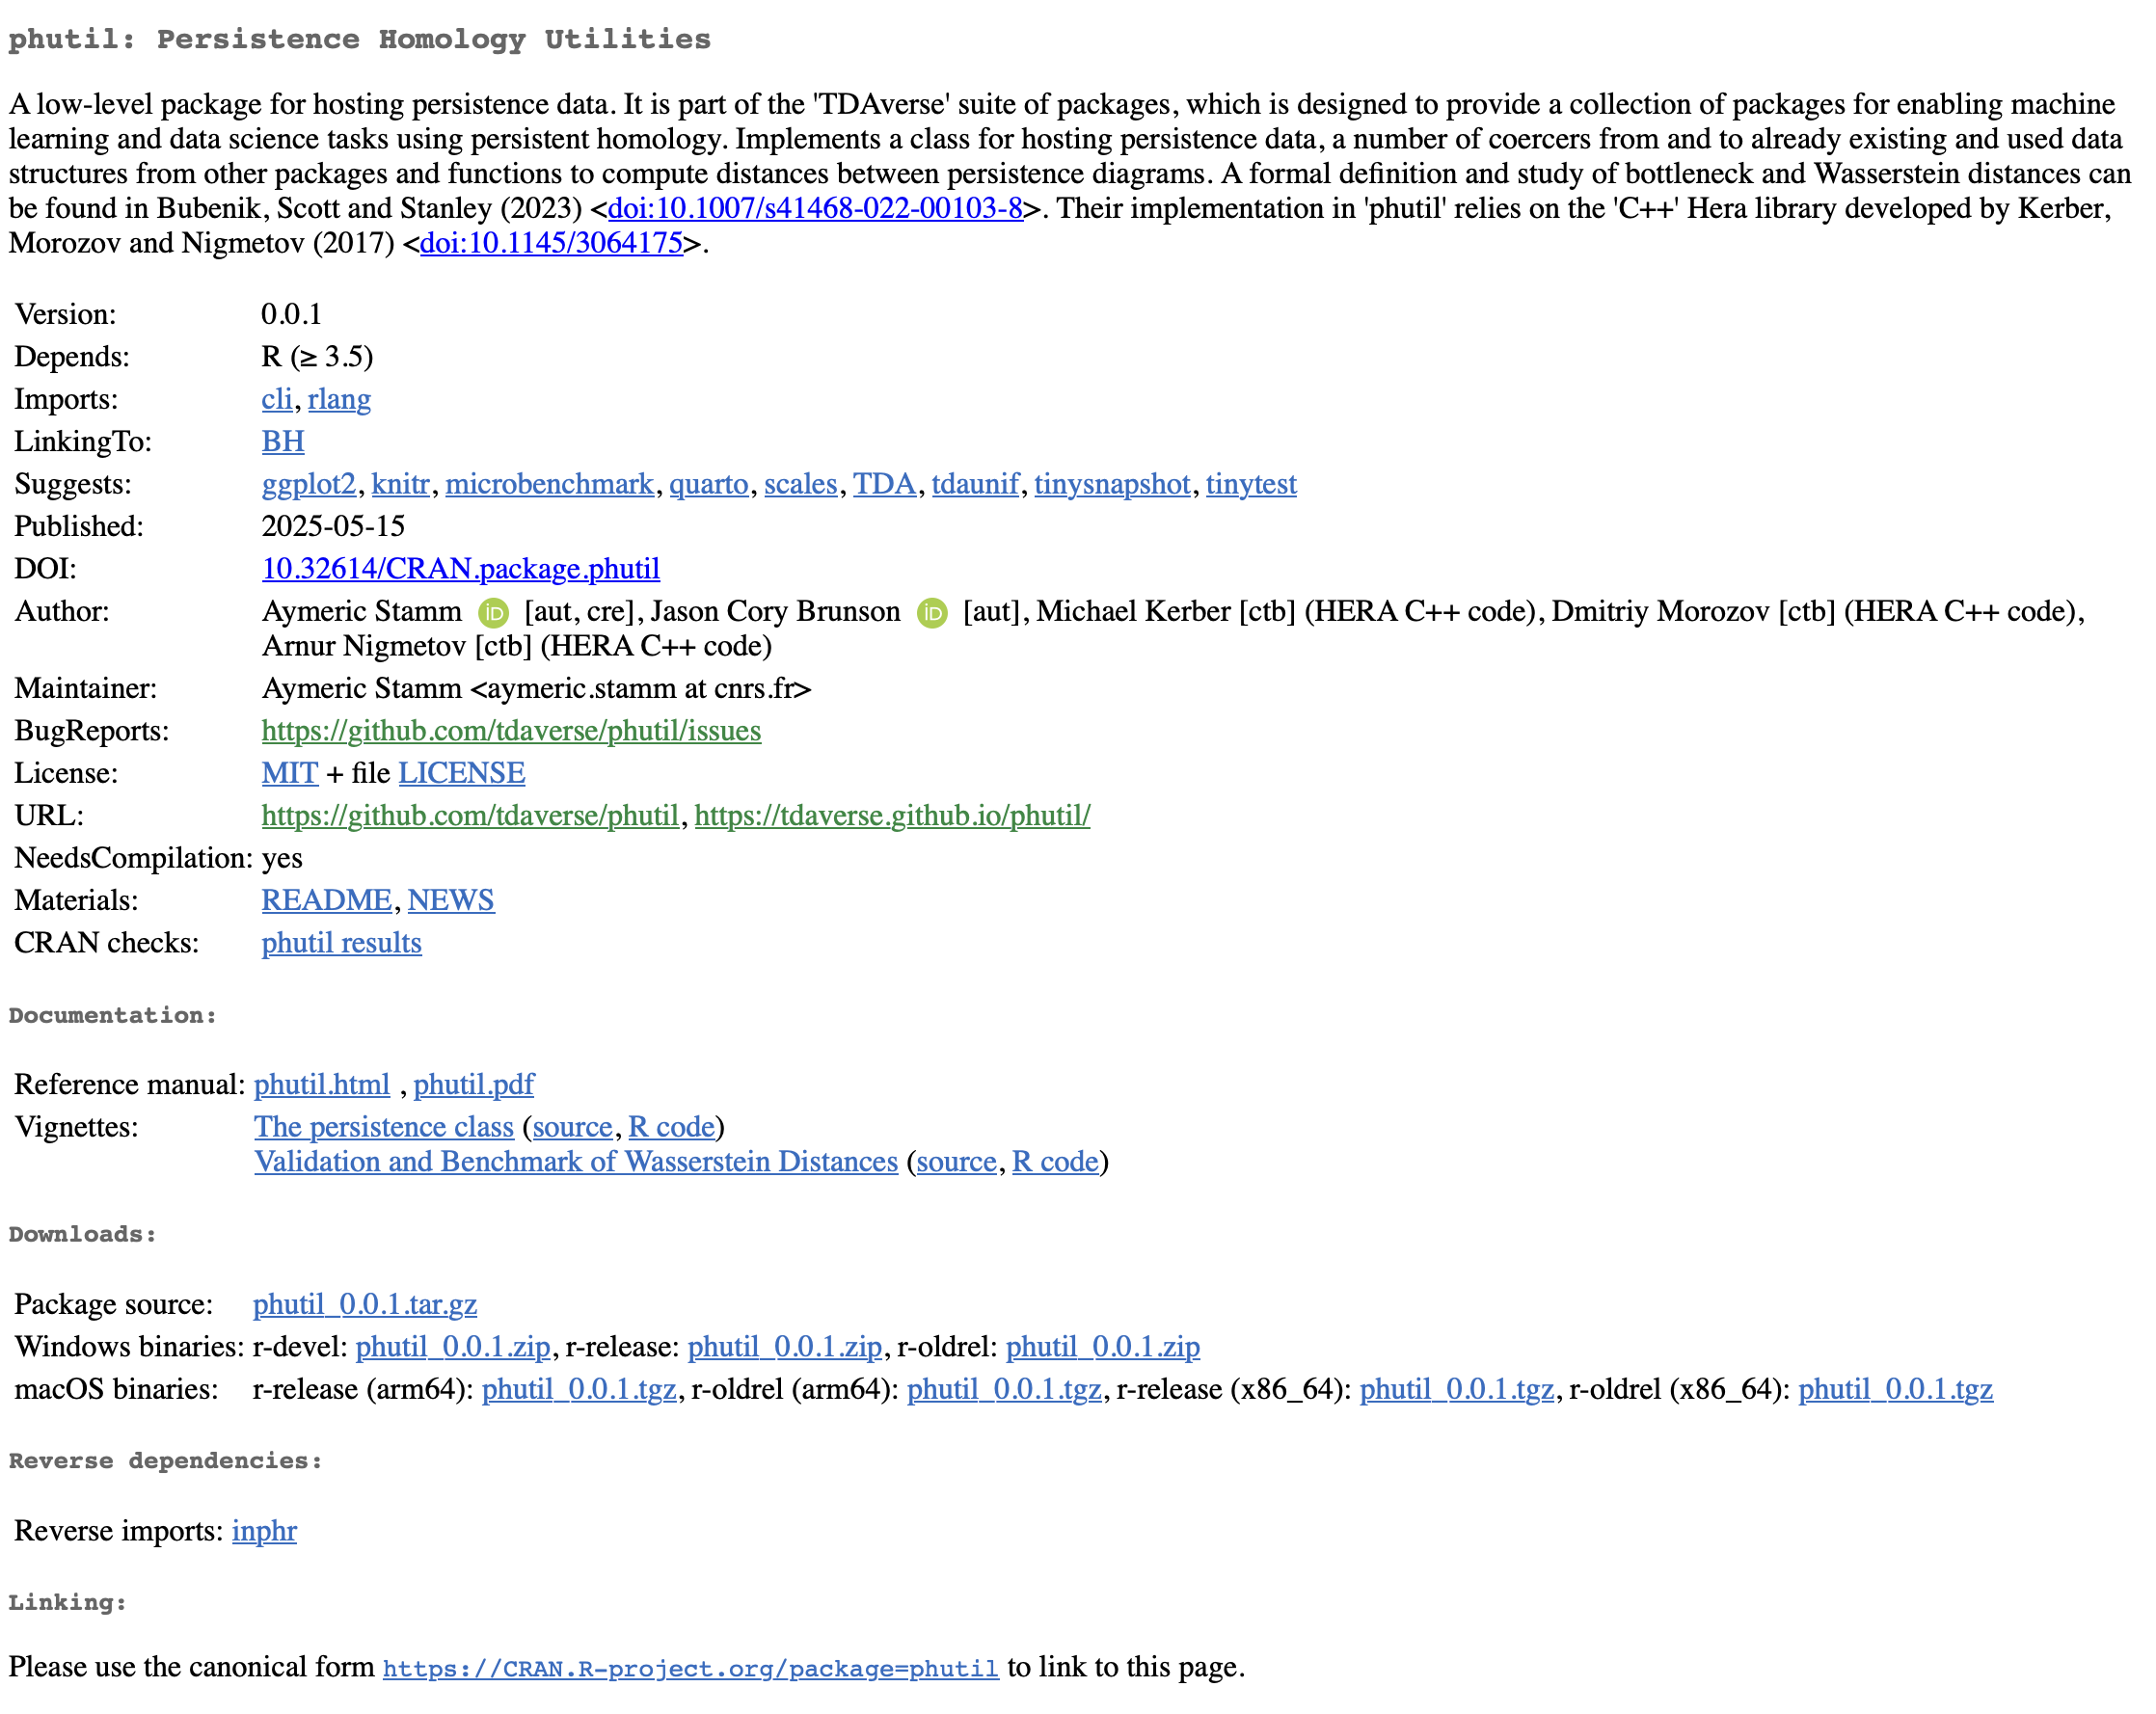 phutil: Persistence Homology Utilities
A low-level package for hosting persistence data. It is part of the 'TDAverse' suite of packages, which is designed to provide a collection of packages for enabling machine
learning and data science tasks using persistent homology. Implements a class for hosting persistence data, a number of coercers from and to already existing and used data
structures from other packages and functions to compute distances between persistence diagrams. A formal definition and study of bottleneck and Wasserstein distances can
be found in Bubenik, Scott and Stanley (2023) <doi:10.1007/s41468-022-00103-8>. Their implementation in 'phutil' relies on the 'C++' Hera library developed by Kerber,
Morozov and Nigmetov (2017) <doi:10.1145/3064175>.
Version: 0.0.1
Depends: R (≥ 3.5)
Imports: cli, rlang
LinkingTo: BH
Suggests: ggplot2, knitr, microbenchmark, quarto, scales, TDA, tdaunif, tinysnapshot, tinytest
Published: 2025-05-15
DOI: 10.32614/CRAN.package.phutil
Author: Aymeric Stamm iD [aut, cre], Jason Cory Brunson iD [aut], Michael Kerber [ctb] (HERA C++ code), Dmitriy Morozov [ctb] (HERA C++ code),
Arnur Nigmetov [ctb] (HERA C++ code)
Maintainer: Aymeric Stamm <aymeric.stamm at cnrs.fr>
BugReports: https://github.com/tdaverse/phutil/issues
License: MIT + file LICENSE
URL: https://github.com/tdaverse/phutil, https://tdaverse.github.io/phutil/
NeedsCompilation: yes
Materials: README, NEWS
CRAN checks: phutil results
Documentation:
Reference manual: phutil.html , phutil.pdf
Vignettes: The persistence class (source, R code)
Validation and Benchmark of Wasserstein Distances (source, R code)
Downloads:
Package source: phutil_0.0.1.tar.gz
Windows binaries: r-devel: phutil_0.0.1.zip, r-release: phutil_0.0.1.zip, r-oldrel: phutil_0.0.1.zip
macOS binaries: r-release (arm64): phutil_0.0.1.tgz, r-oldrel (arm64): phutil_0.0.1.tgz, r-release (x86_64): phutil_0.0.1.tgz, r-oldrel (x86_64): phutil_0.0.1.tgz
Reverse dependencies:
Reverse imports: inphr
Linking:
Please use the canonical form https://CRAN.R-project.org/package=phutil to link to this page.